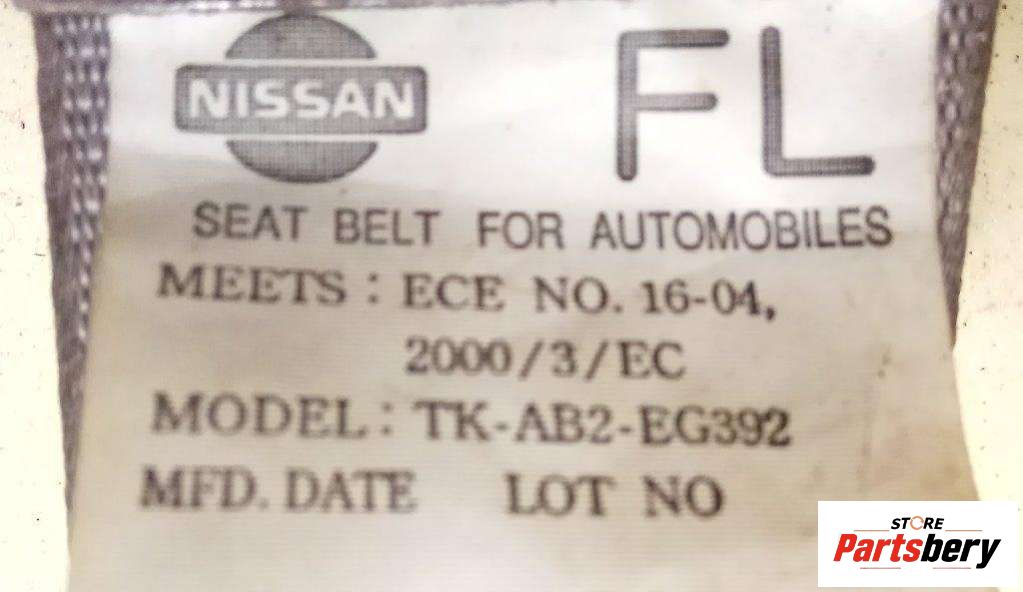 NISSAN
FL
SEAT BELT FOR AUTOMOBILES
MEETS : ECE NO. 16-04,
2000/3/EC
MODEL : TK-AB2-EG392
MFD. DATE LOT NO
STORE
Partsbery